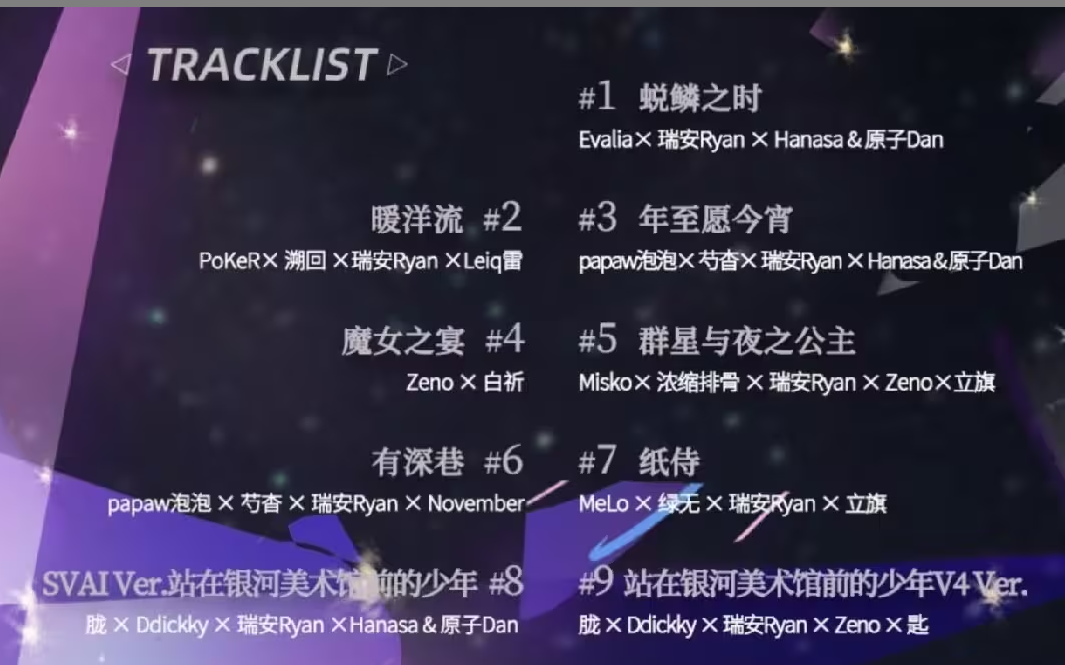 TRACKLIST
#1 蜕鳞之时
Evalia× 瑞安Ryan × Hanasa & 原子Dan
暖洋流 #2
PoKeR× 溯回 ×瑞安Ryan ×Leiq雷
#3 年至愿今宵
papaw泡泡× 芍杳× 瑞安Ryan × Hanasa&原子Dan
魔女之宴 #4
Zeno × 白祈
#5 群星与夜之公主
Misko× 浓缩排骨 × 瑞安Ryan × Zeno×立旗
有深巷 #6
papaw泡泡 × 芍杳 × 瑞安Ryan × November
#7 纸侍
MeLo × 绿无 × 瑞安Ryan × 立旗
SVAI Ver.站在银河美术馆前的少年 #8
胧 × Ddickky × 瑞安Ryan ×Hanasa & 原子Dan
#9 站在银河美术馆前的少年V4 Ver.
胧 × Ddickky × 瑞安Ryan × Zeno × 匙